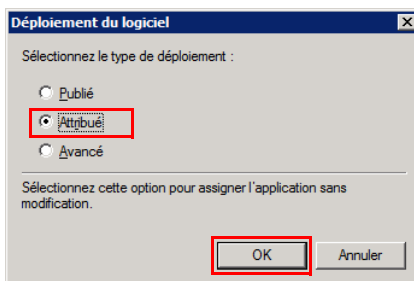 Déploiement du logiciel
Sélectionnez le type de déploiement :
Publié
Attribué
Avancé
Sélectionnez cette option pour assigner l'application sans
modification.
OK Annuler